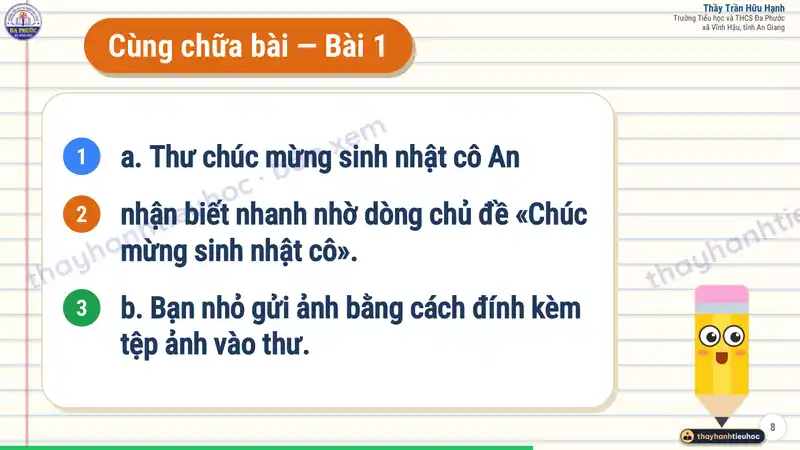 Thầy Trần Hữu Hạnh
Trường Tiểu học và THCS Đa Phước
xã Vĩnh Hậu, tỉnh An Giang
ĐA PHƯỚC
Cùng chữa bài – Bài 1
1 a. Thư chúc mừng sinh nhật cô An
2 nhận biết nhanh nhờ dòng chủ đề «Chúc
mừng sinh nhật cô».
3 b. Bạn nhỏ gửi ảnh bằng cách đính kèm
tệp ảnh vào thư.
thayhanhtieuhoc
8